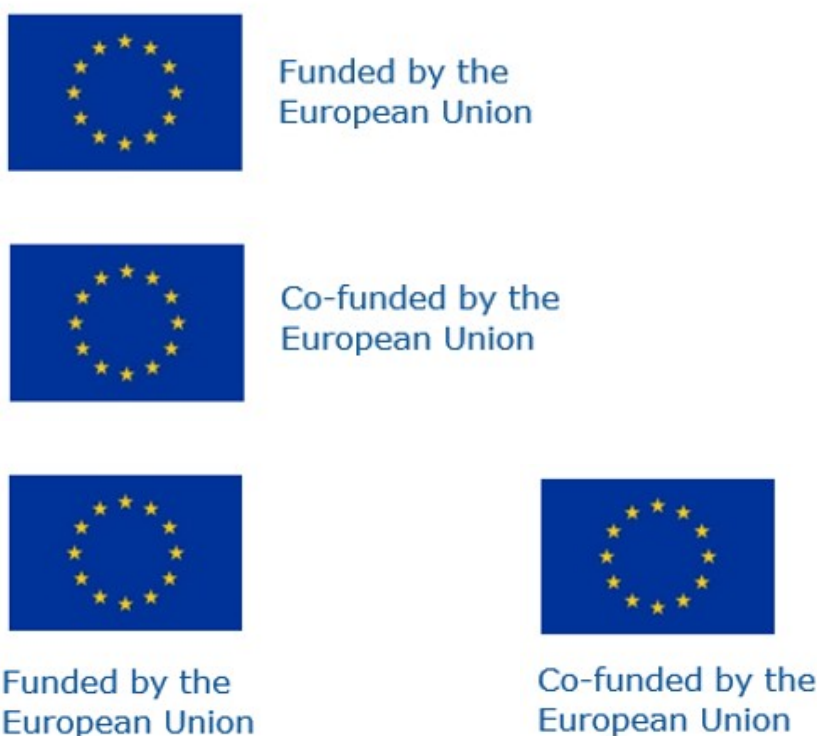 Funded by the
European Union
Co-funded by the
European Union
Funded by the
European Union
Co-funded by the
European Union